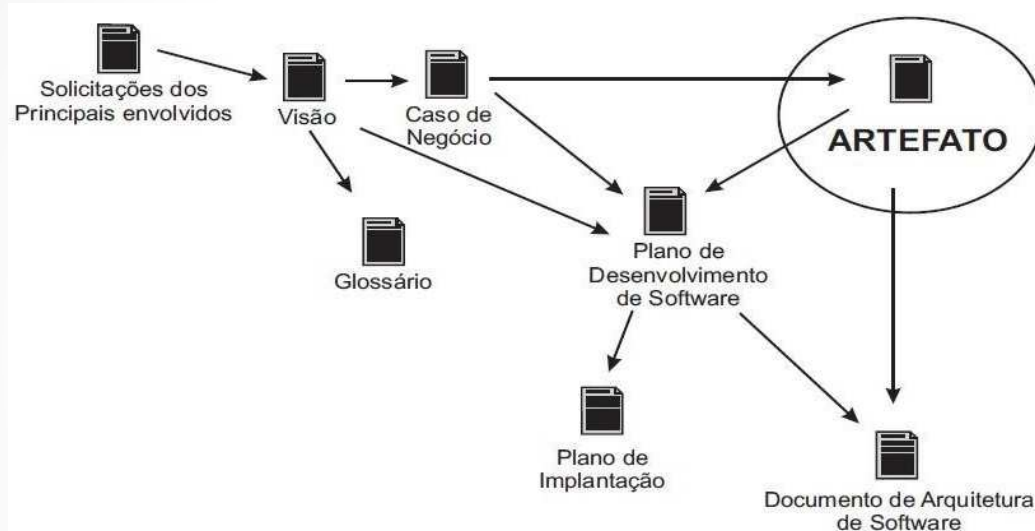 Solicitações dos
Principais envolvidos
Visão
Caso de
Negócio
ARTEFATO
Glossário
Plano de
Desenvolvimento
de Software
Plano de
Implantação
Documento de Arquitetura
de Software